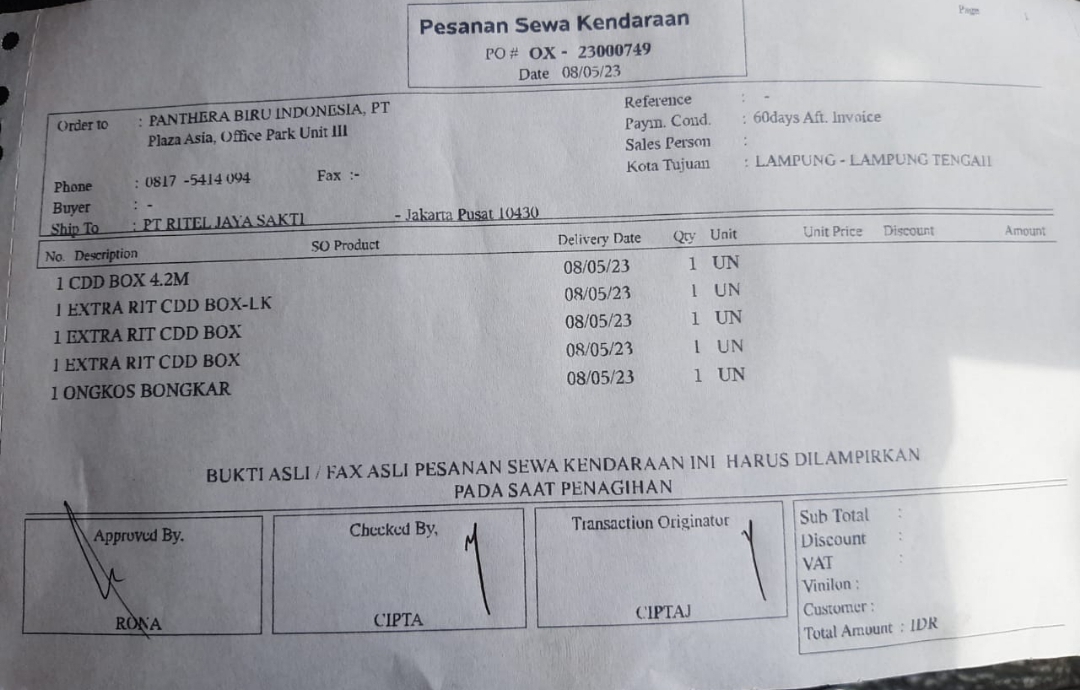 Pesanan Sewa Kendaraan
PO # OX - 23000749
Date 08/05/23
Page 1
Order to : PANTHERA BIRU INDONESIA, PT
Plaza Asia, Office Park Unit III
Phone : 0817 -5414 094 Fax :-
Buyer : -
Ship To : PT RITEL JAYA SAKTI - Jakarta Pusat 10430
Reference : -
Paym. Cond. : 60days Aft. Invoice
Sales Person :
Kota Tujuan : LAMPUNG - LAMPUNG TENGAH
No. Description SO Product Delivery Date Qty Unit Unit Price Discount Amount
1 CDD BOX 4.2M 08/05/23 1 UN
1 EXTRA RIT CDD BOX-LK 08/05/23 1 UN
1 EXTRA RIT CDD BOX 08/05/23 1 UN
1 EXTRA RIT CDD BOX 08/05/23 1 UN
1 ONGKOS BONGKAR 08/05/23 1 UN
BUKTI ASLI / FAX ASLI PESANAN SEWA KENDARAAN INI HARUS DILAMPIRKAN
PADA SAAT PENAGIHAN
Approved By.
RONA
Checked By,
CIPTA
Transaction Originator
CIPTAJ
Sub Total :
Discount :
VAT :
Vinilon :
Customer :
Total Amount : IDR